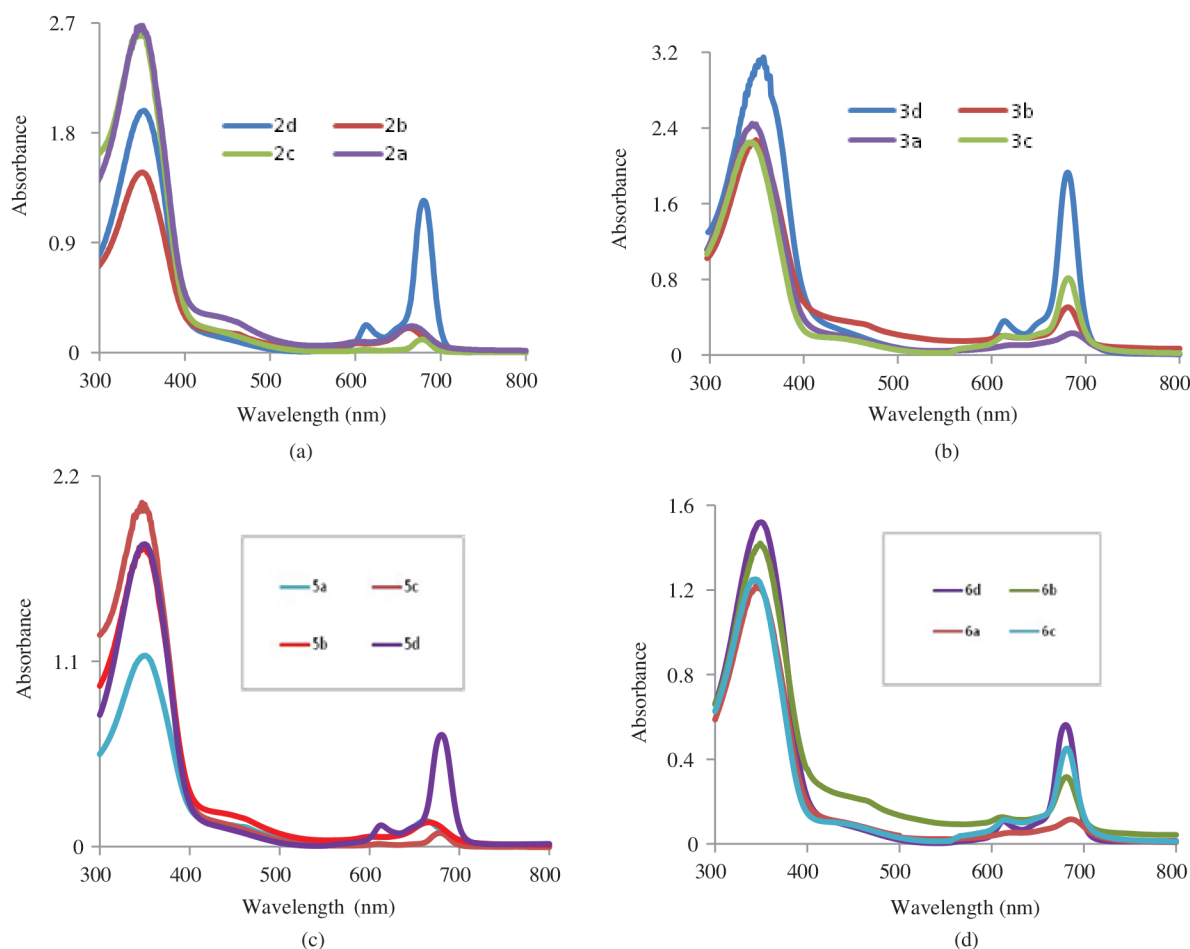 2.7
1.8
0.9
0
Absorbance
2d 2b
2c 2a
300 400 500 600 700 800
Wavelength (nm)
(a)
3.2
2.4
1.6
0.8
0
Absorbance
3d 3b
3a 3c
300 400 500 600 700 800
Wavelength (nm)
(b)
2.2
1.1
0
Absorbance
5a 5c
5b 5d
300 400 500 600 700 800
Wavelength (nm)
(c)
1.6
1.2
0.8
0.4
0
Absorbance
6d 6b
6a 6c
300 400 500 600 700 800
Wavelength (nm)
(d)